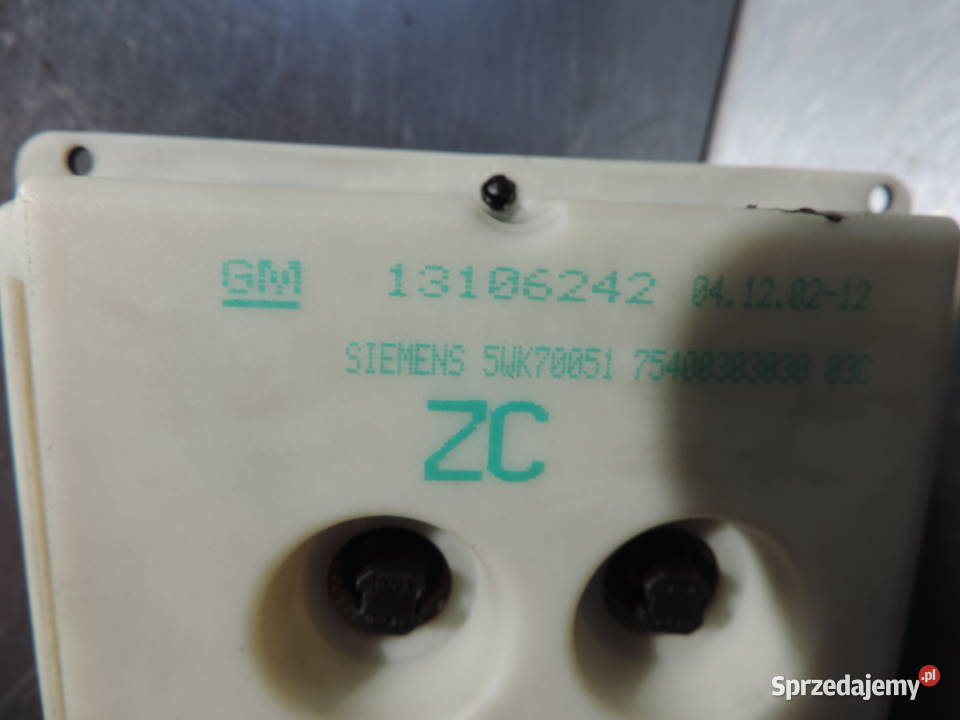 GM 13106242 04.12.02-12
SIEMENS 5WK70051 75400303030 03C
ZC
Sprzedajemy.pl